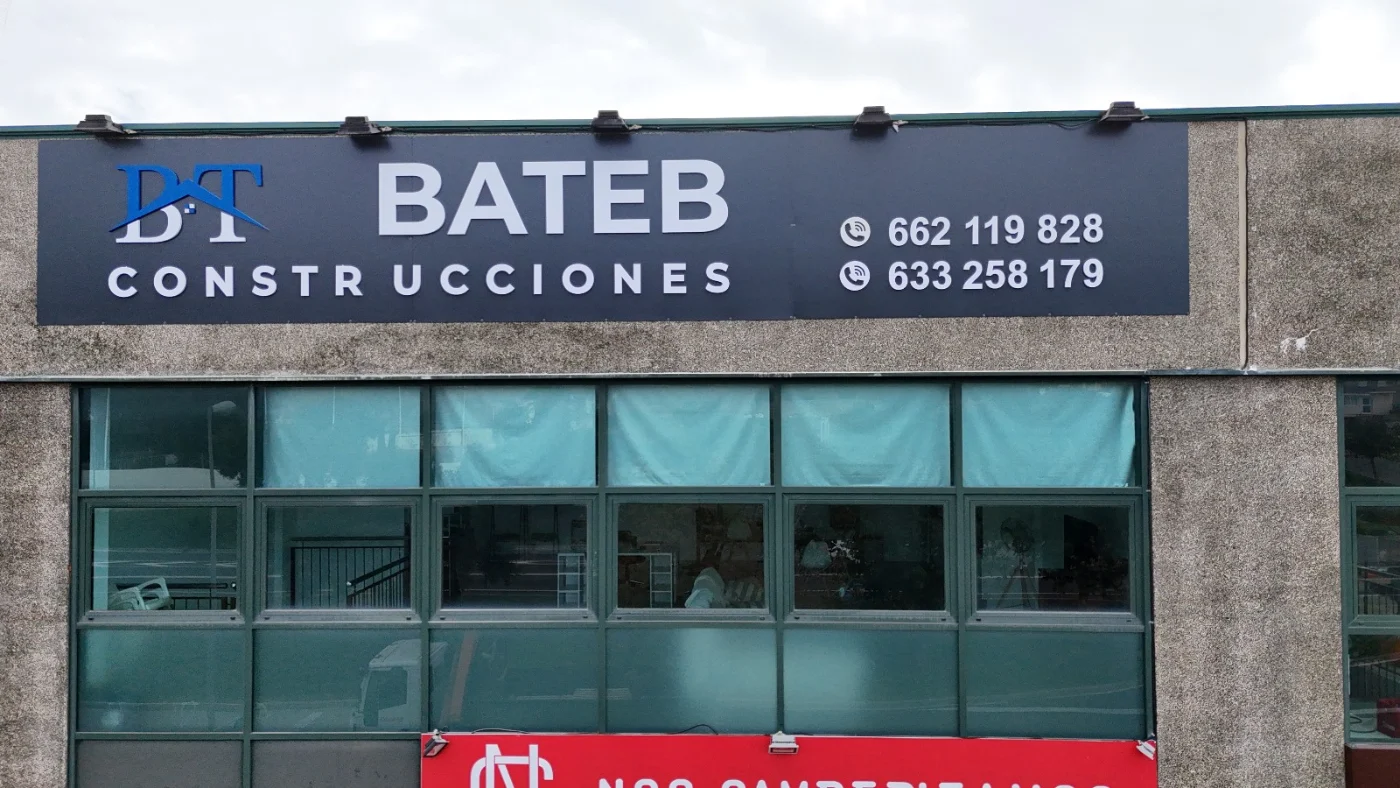 BT
BATEB
CONSTRUCCIONES
662 119 828
633 258 179